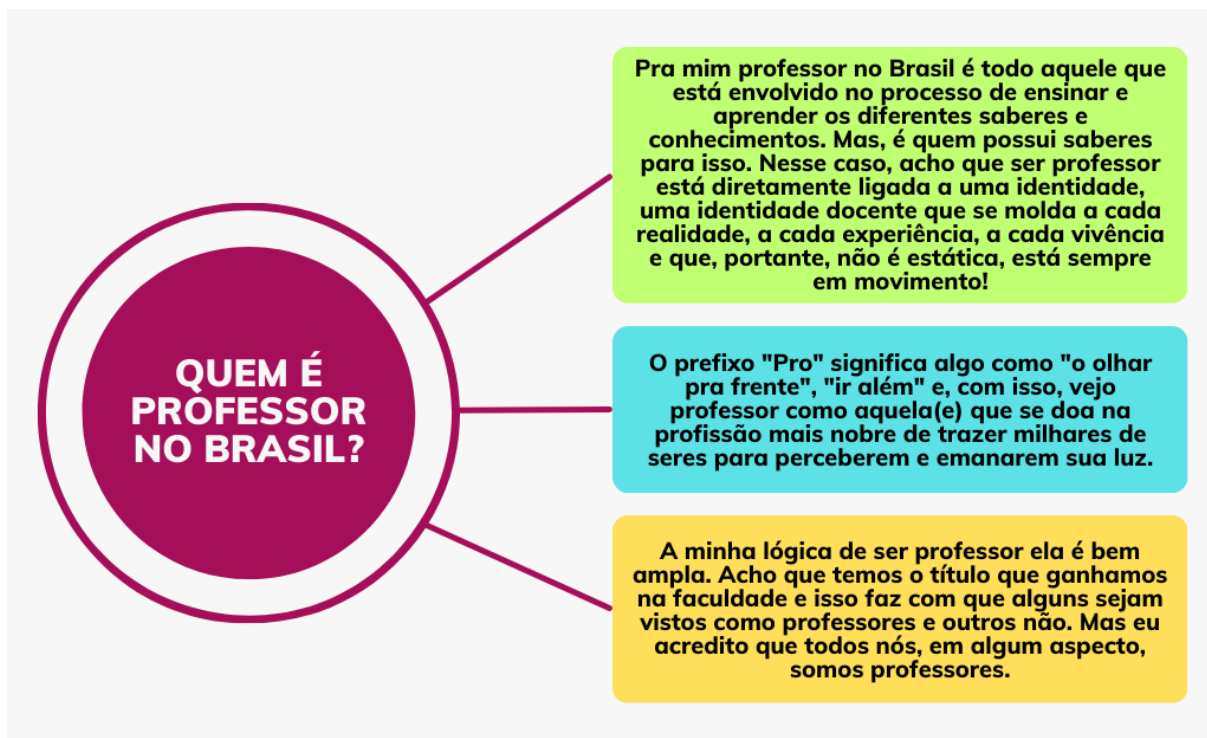 QUEM É
PROFESSOR
NO BRASIL?
Pra mim professor no Brasil é todo aquele que
está envolvido no processo de ensinar e
aprender os diferentes saberes e
conhecimentos. Mas, é quem possui saberes
para isso. Nesse caso, acho que ser professor
está diretamente ligada a uma identidade,
uma identidade docente que se molda a cada
realidade, a cada experiência, a cada vivência
e que, portante, não é estática, está sempre
em movimento!
O prefixo "Pro" significa algo como "o olhar
pra frente", "ir além" e, com isso, vejo
professor como aquela(e) que se doa na
profissão mais nobre de trazer milhares de
seres para perceberem e emanarem sua luz.
A minha lógica de ser professor ela é bem
ampla. Acho que temos o título que ganhamos
na faculdade e isso faz com que alguns sejam
vistos como professores e outros não. Mas eu
acredito que todos nós, em algum aspecto,
somos professores.